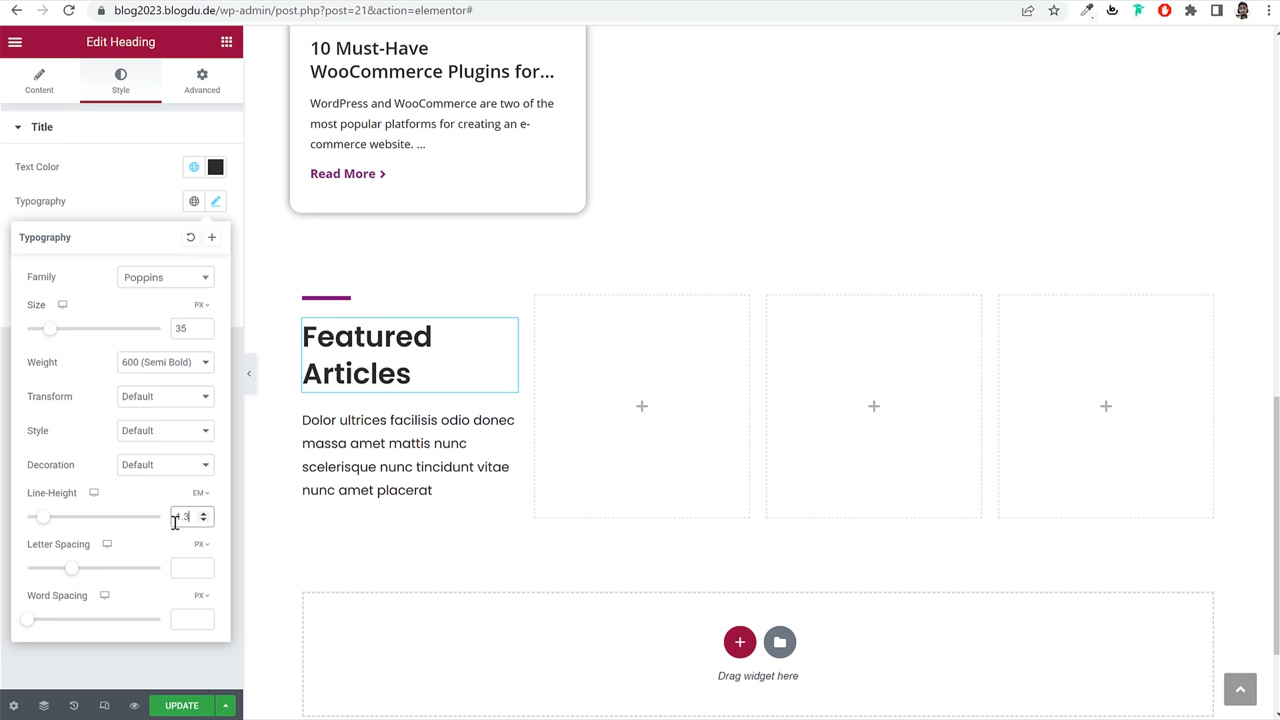 blog2023.blogdu.de/wp-admin/post.php?post=21&action=elementor#
Edit Heading
Content
Style
Advanced
Title
Text Color
Typography
Typography
Family
Poppins
Size
PX
35
Weight
600 (Semi Bold)
Transform
Default
Style
Default
Decoration
Default
Line-Height
EM
1.3
Letter Spacing
PX
Word Spacing
PX
UPDATE
10 Must-Have
WooCommerce Plugins for...
WordPress and WooCommerce are two of the
most popular platforms for creating an e-
commerce website. ...
Read More
Featured
Articles
Dolor ultrices facilisis odio donec
massa amet mattis nunc
scelerisque nunc tincidunt vitae
nunc amet placerat
Drag widget here